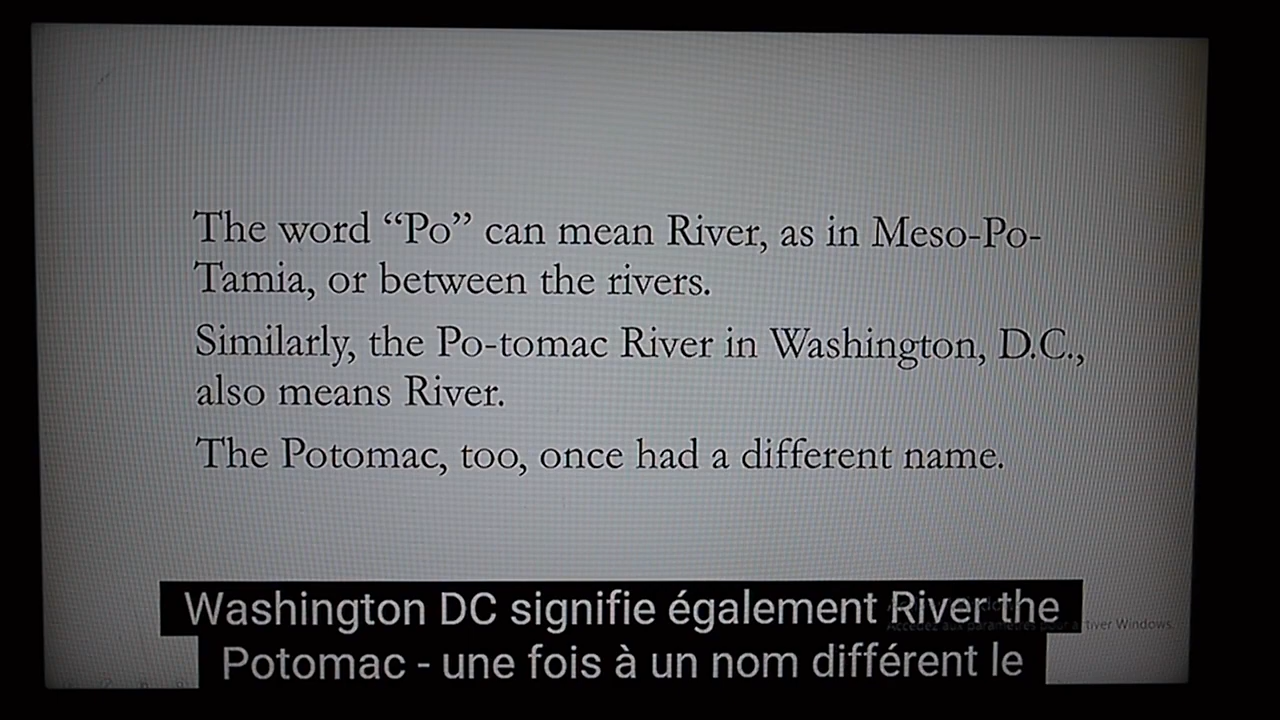 The word “Po” can mean River, as in Meso-Po-
Tamia, or between the rivers.
Similarly, the Po-tomac River in Washington, D.C.,
also means River.
The Potomac, too, once had a different name.
Washington DC signifie également River the
tiver Windows.
Potomac - une fois à un nom différent le